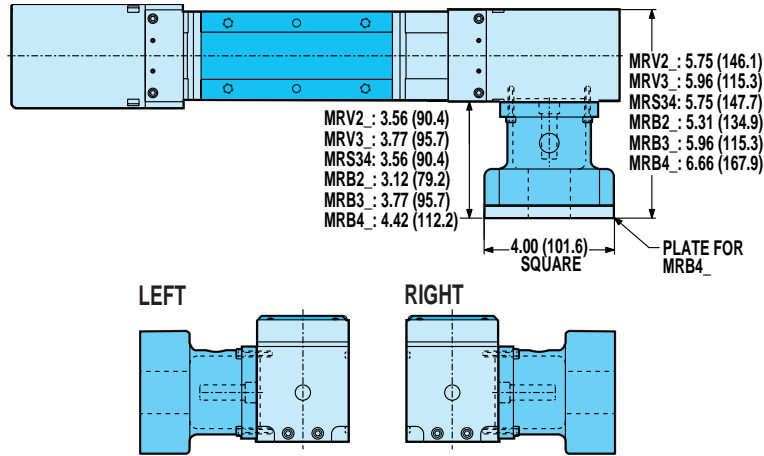 MRV2_: 5.75 (146.1)
MRV3_: 5.96 (115.3)
MRS34: 5.75 (147.7)
MRB2_: 5.31 (134.9)
MRB3_: 5.96 (115.3)
MRB4_: 6.66 (167.9)
MRV2_: 3.56 (90.4)
MRV3_: 3.77 (95.7)
MRS34: 3.56 (90.4)
MRB2_: 3.12 (79.2)
MRB3_: 3.77 (95.7)
MRB4_: 4.42 (112.2)
4.00 (101.6)
SQUARE
PLATE FOR
MRB4_
LEFT
RIGHT